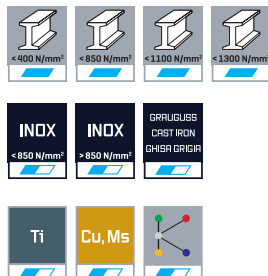 <400 N/mm²
<850 N/mm²
<1100 N/mm²
<1300 N/mm²
INOX
<850 N/mm²
INOX
>850 N/mm²
GRAUGUSS
CAST IRON
GHISA GRIGIA
Ti
Cu, Ms